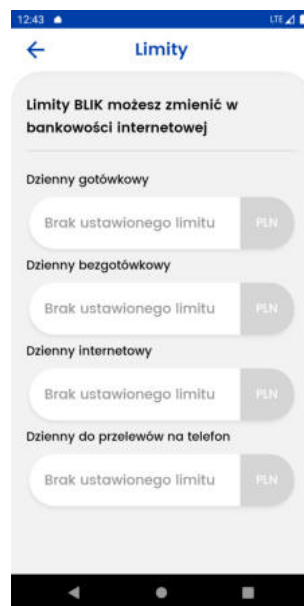 12:43 LTE
Limity
Limity BLIK możesz zmienić w
bankowości internetowej
Dzienny gotówkowy
Brak ustawionego limitu PLN
Dzienny bezgotówkowy
Brak ustawionego limitu PLN
Dzienny internetowy
Brak ustawionego limitu PLN
Dzienny do przelewów na telefon
Brak ustawionego limitu PLN